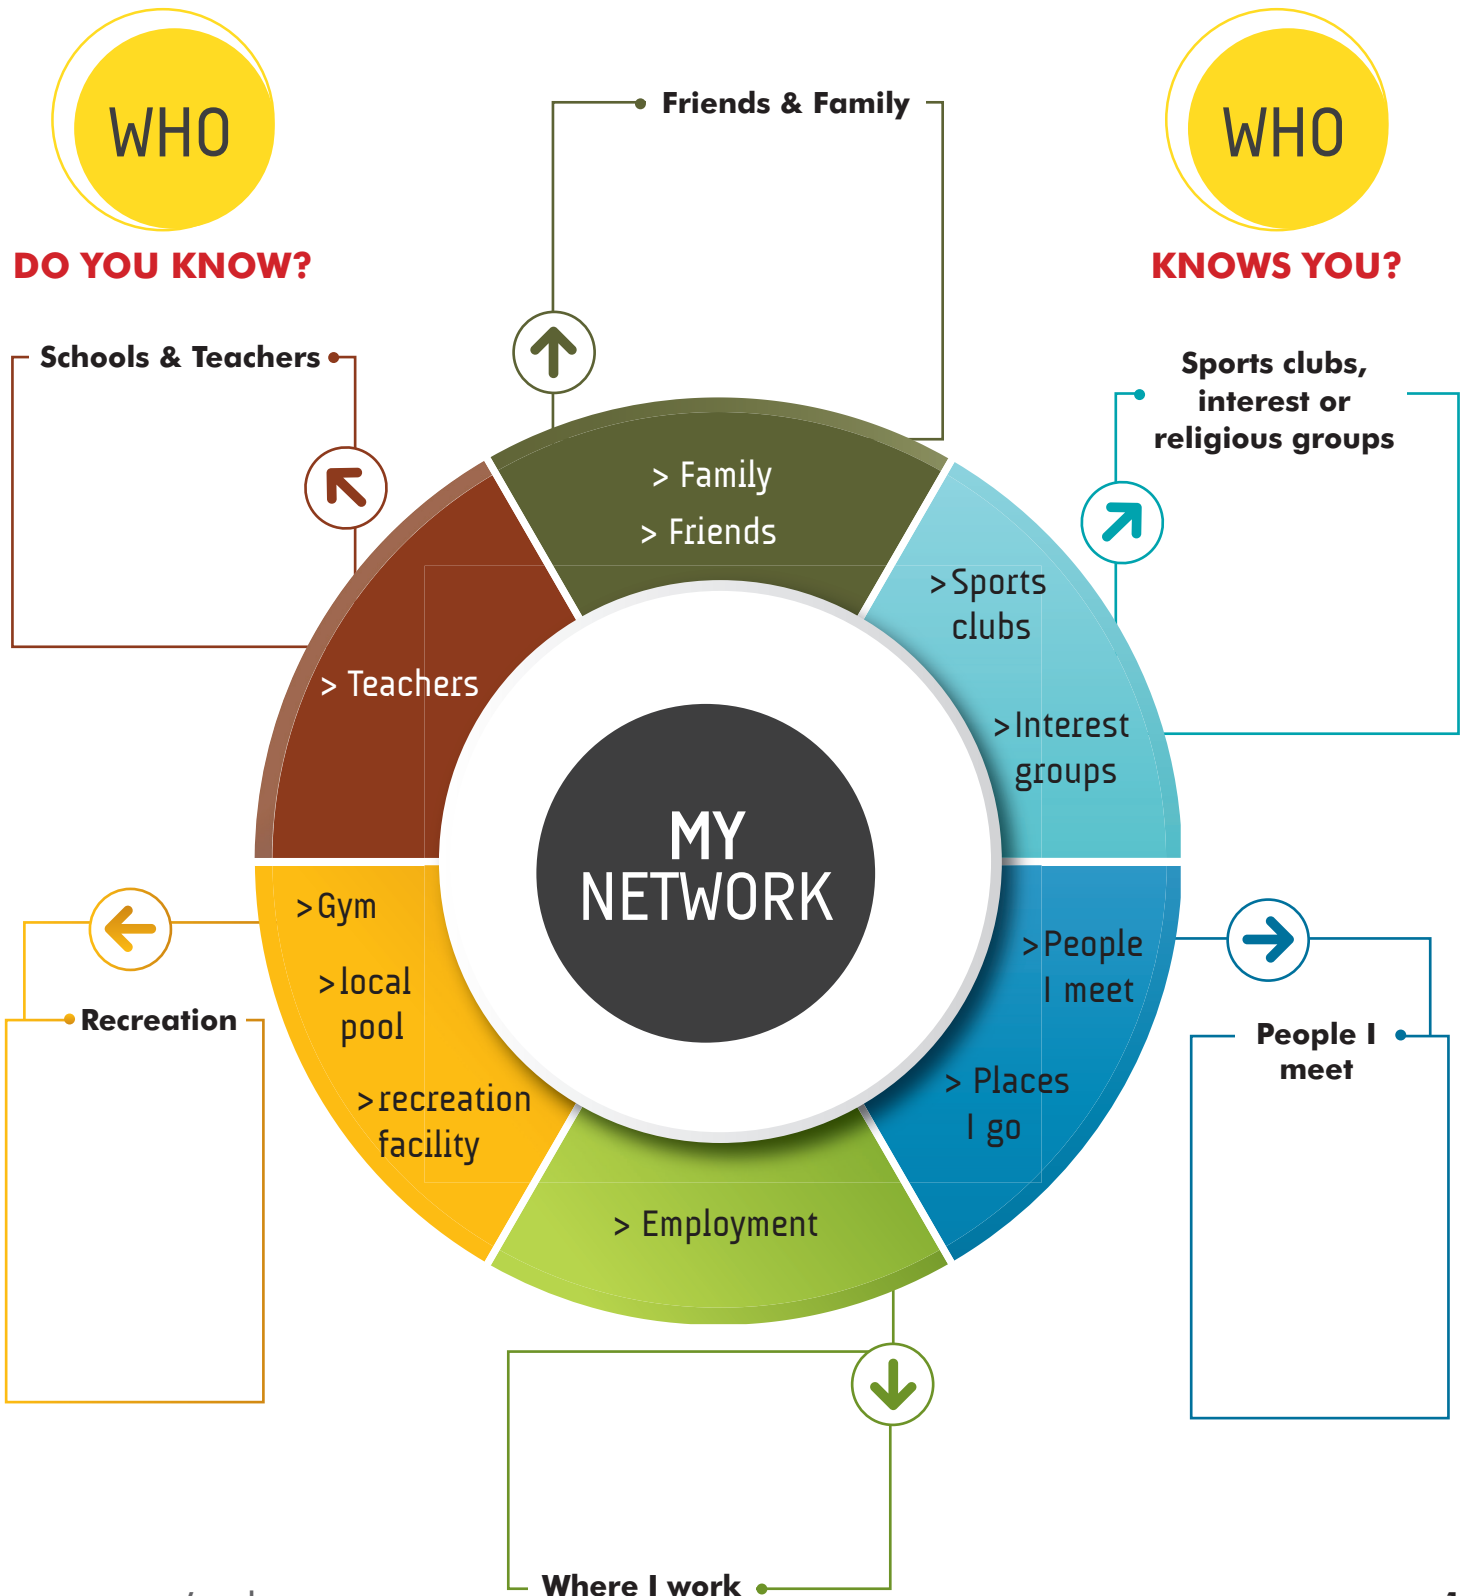 WHO
DO YOU KNOW?
WHO
KNOWS YOU?
Friends & Family
Schools & Teachers
Sports clubs,
interest or
religious groups
> Family
> Friends
> Sports
clubs
> Interest
groups
> Teachers
MY
NETWORK
> Gym
> local
pool
> recreation
facility
> People
I meet
> Places
I go
> Employment
Recreation
People I
meet
Where I work